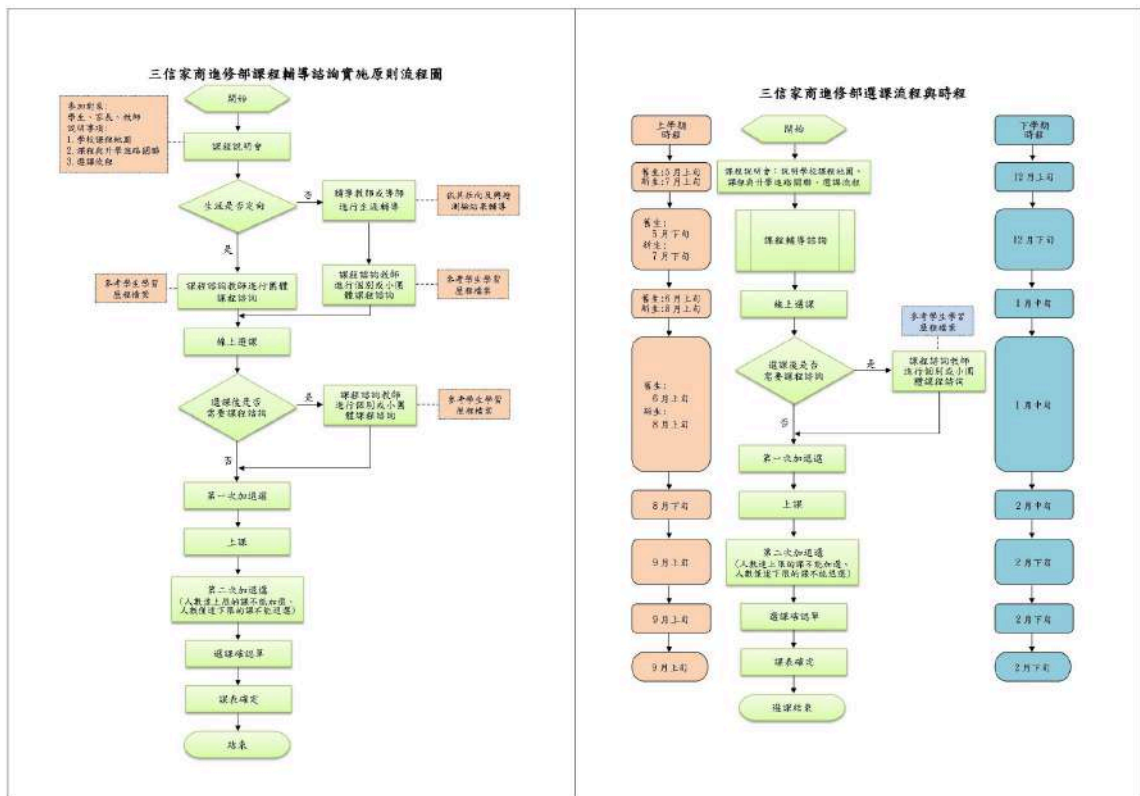 三信家商進修部課程輔導諮詢實施原則流程圖
開始
參加對象:
學生、家長、教師
說明事項:
1.學校課程地圖
2.課程與升學進路關聯
3.選課流程
課程說明會
生涯是否定向
否
輔導教師或導師
進行生涯輔導
依其性向及興趣
測驗結果輔導
是
參考學生學習
歷程檔案
課程諮詢教師進行團體
課程諮詢
課程諮詢教師
進行個別或小團
體課程諮詢
參考學生學習
歷程檔案
線上選課
選課後是否
需要課程諮詢
是
課程諮詢教師
進行個別或小團
體課程諮詢
參考學生學習
歷程檔案
否
第一次加退選
上課
第二次加退選
(人數達上限的課不能加選、
人數僅達下限的課不能退選)
選課確認單
課表確定
結束
三信家商進修部選課流程與時程
上學期
時程
舊生:5月上旬
新生:7月上旬
舊生:
5月下旬
新生:
7月下旬
舊生:6月上旬
新生:8月上旬
舊生:
6月上旬
新生:
8月上旬
8月下旬
9月上旬
9月上旬
9月上旬
開始
課程說明會:說明學校課程地圖、
課程與升學進路關聯、選課流程
課程輔導諮詢
線上選課
參考學生學習
歷程檔案
選課後是否
需要課程諮詢
是
課程諮詢教師
進行個別或小團
體課程諮詢
否
第一次加退選
上課
第二次加退選
(人數達上限的課不能加選、
人數僅達下限的課不能退選)
選課確認單
課表確定
選課結束
下學期
時程
12月上旬
12月下旬
1月中旬
1月中旬
2月中旬
2月下旬
2月下旬
2月下旬